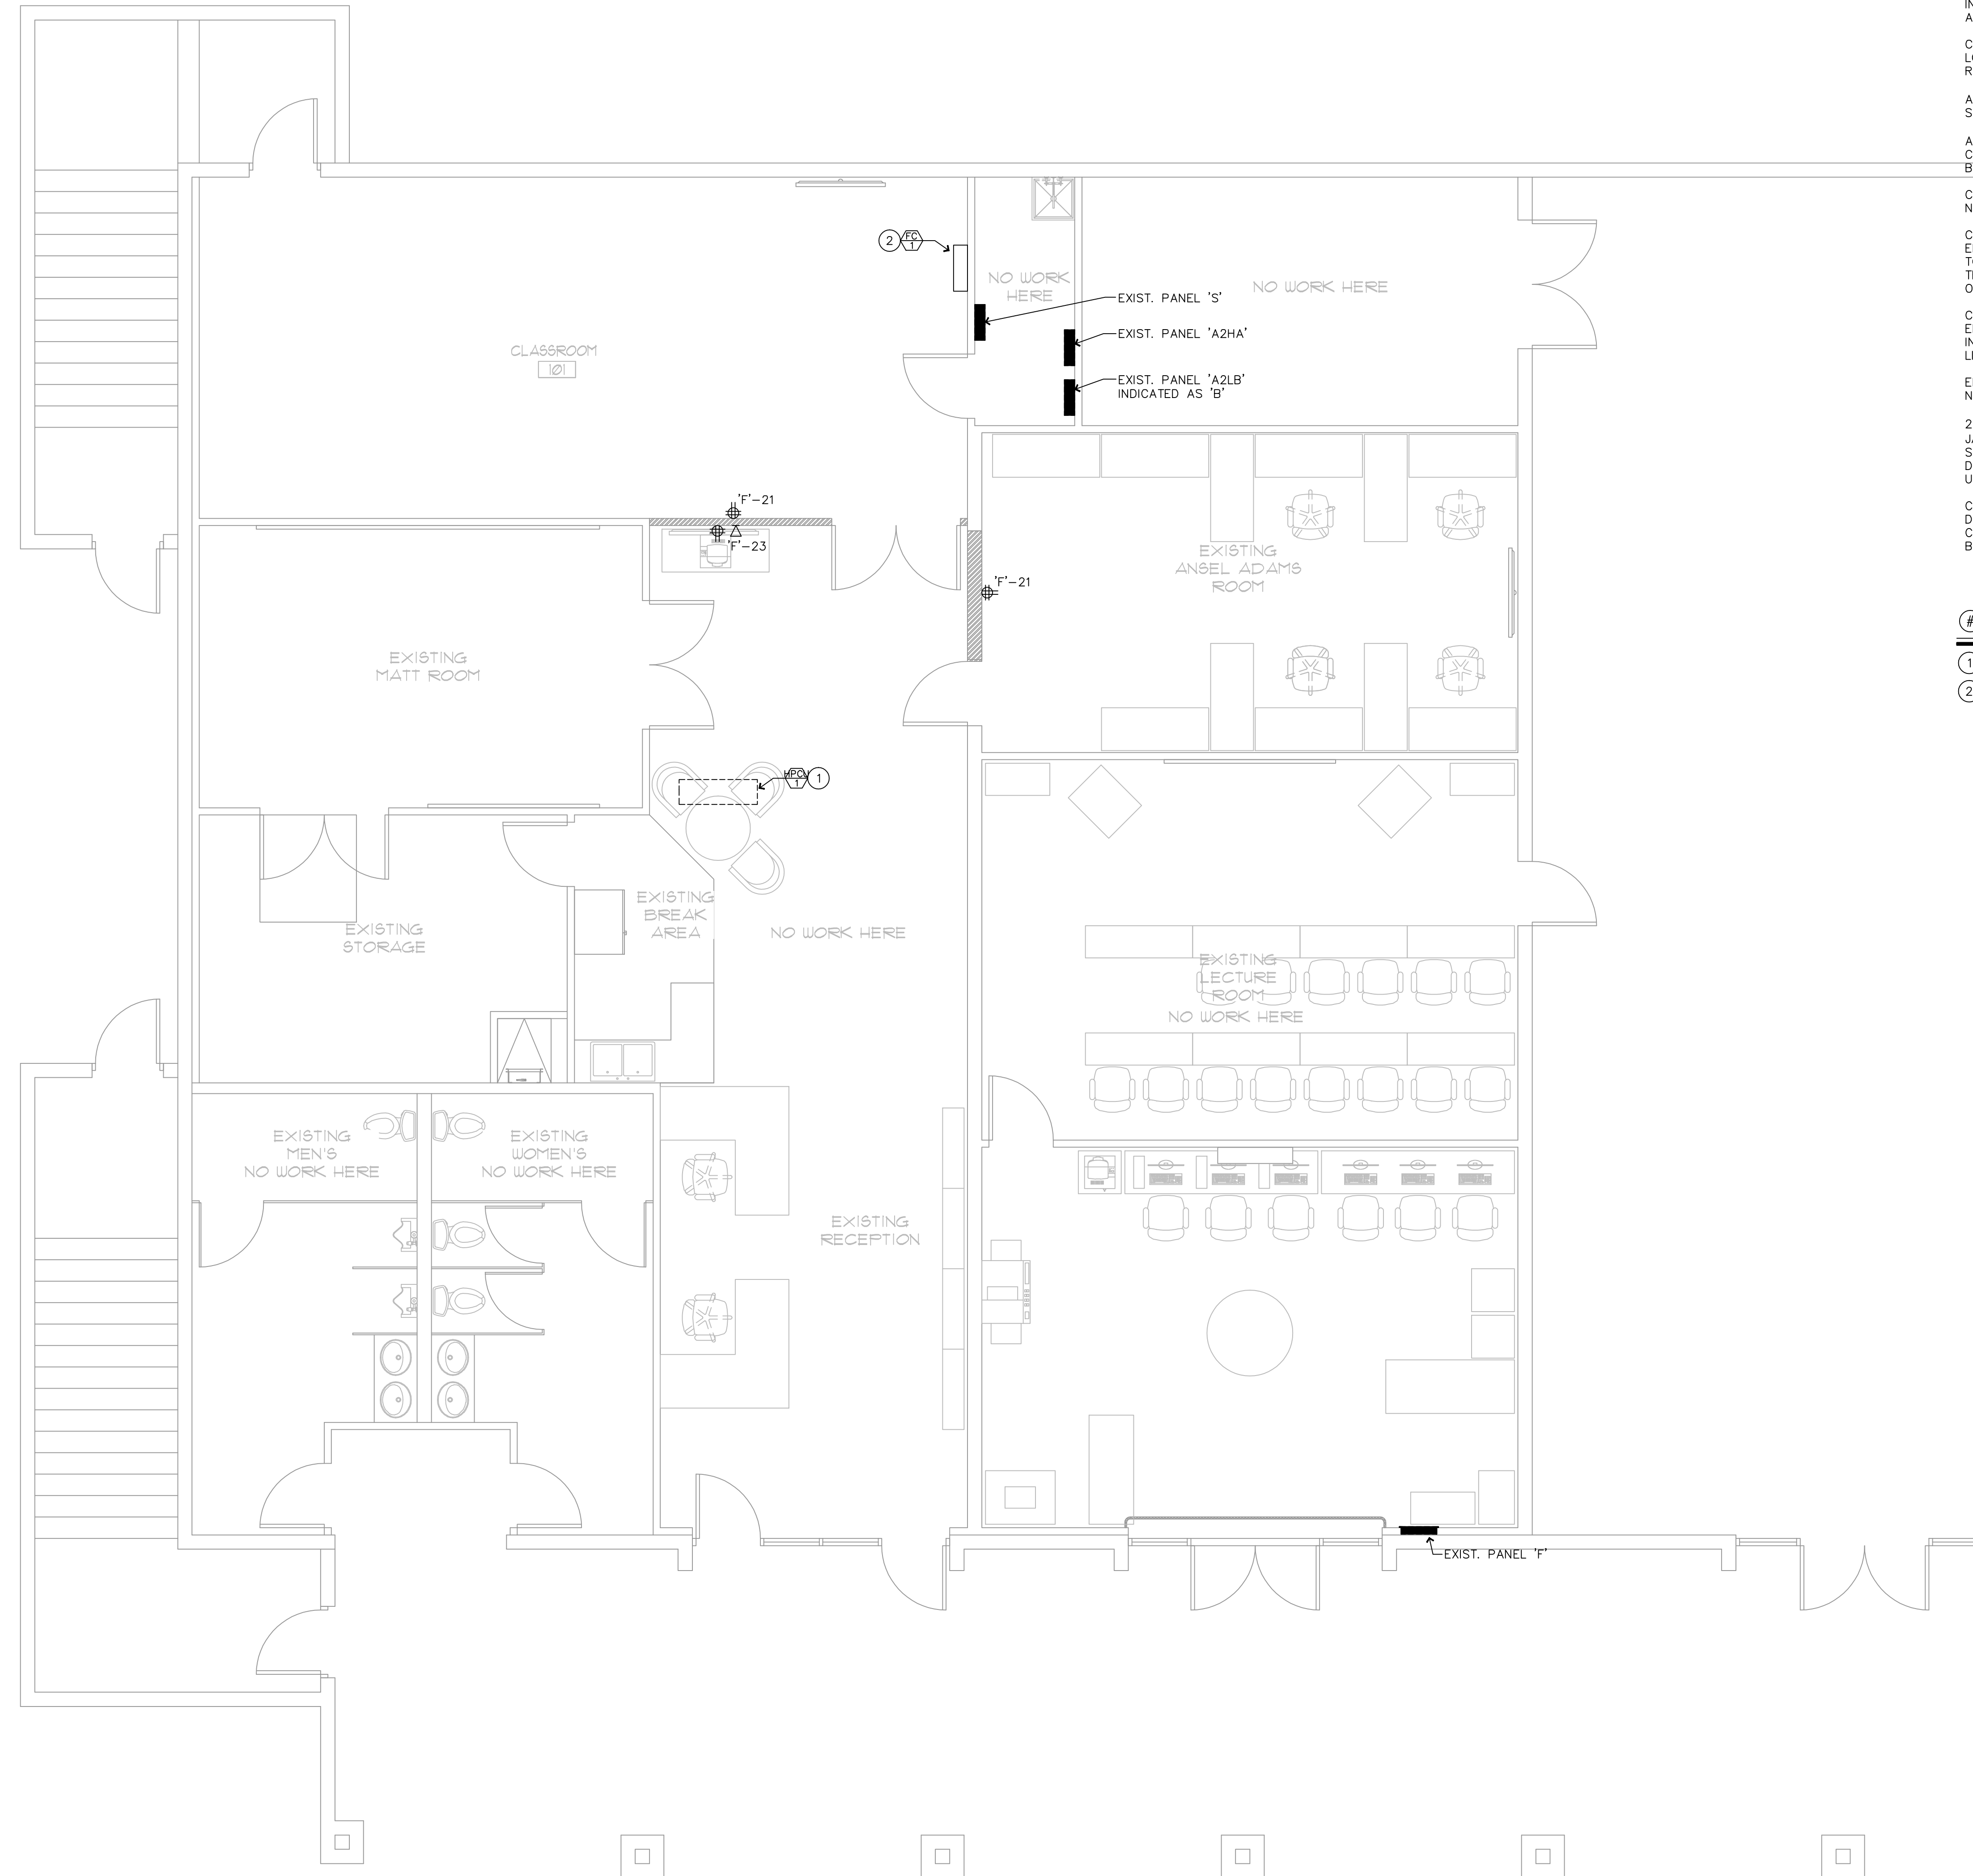 2
FC
1
NO WORK
HERE
NO WORK HERE
EXIST. PANEL 'S'
EXIST. PANEL 'A2HA'
EXIST. PANEL 'A2LB'
INDICATED AS 'B'
CLASSROOM
101
'F'-21
'F'-23
'F'-21
EXISTING
ANSEL ADAMS
ROOM
EXISTING
MATT ROOM
HPCU
1
1
EXISTING
BREAK
AREA
NO WORK HERE
EXISTING
STORAGE
EXISTING
LECTURE
ROOM
NO WORK HERE
EXISTING
MEN'S
NO WORK HERE
EXISTING
WOMEN'S
NO WORK HERE
EXISTING
RECEPTION
EXIST. PANEL 'F'
#
1
2